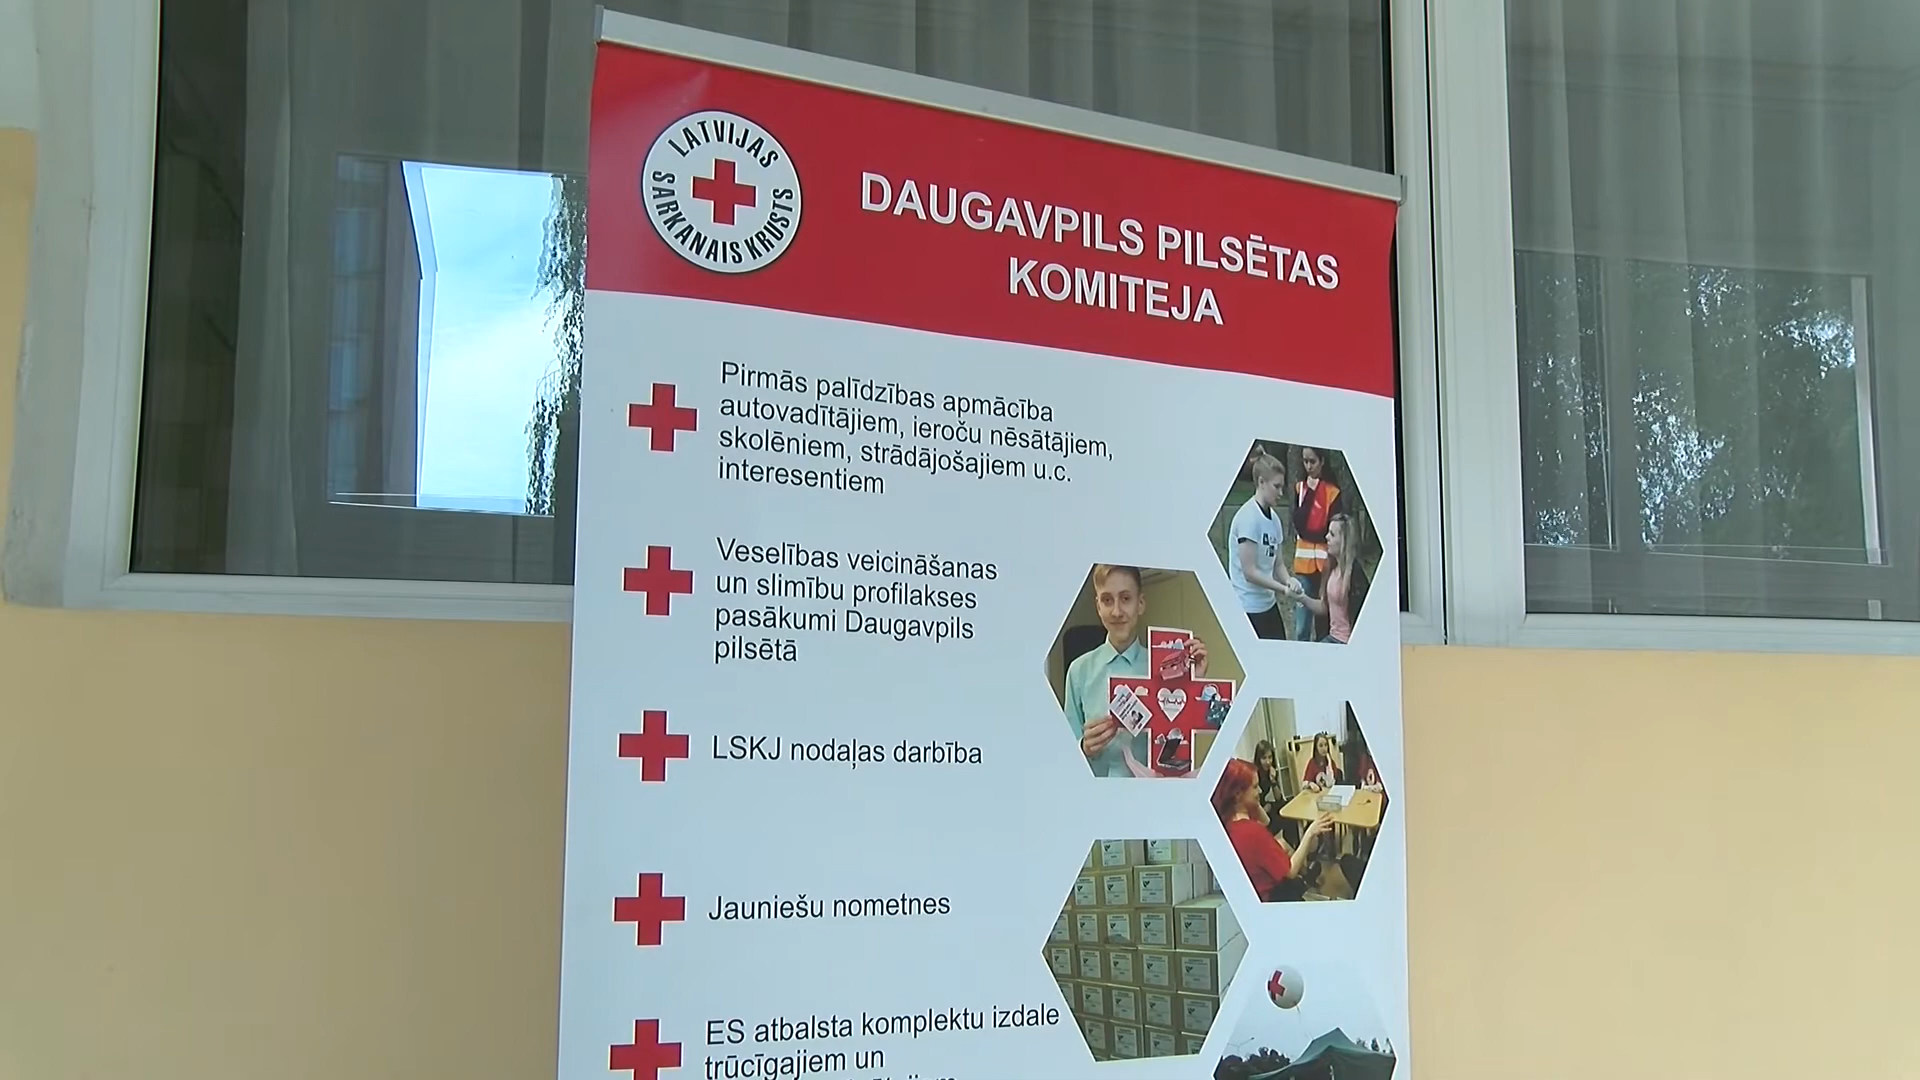 LATVIJAS
SARKANAIS KRUSTS
DAUGAVPILS PILSĒTAS
KOMITEJA
Pirmās palīdzības apmācība
autovadītājiem, ieroču nēsātājiem,
skolēniem, strādājošajiem u.c.
interesentiem
Veselības veicināšanas
un slimību profilakses
pasākumi Daugavpils
pilsētā
LSKJ nodaļas darbība
Jauniešu nometnes
ES atbalsta komplektu izdale
trūcīgajiem un